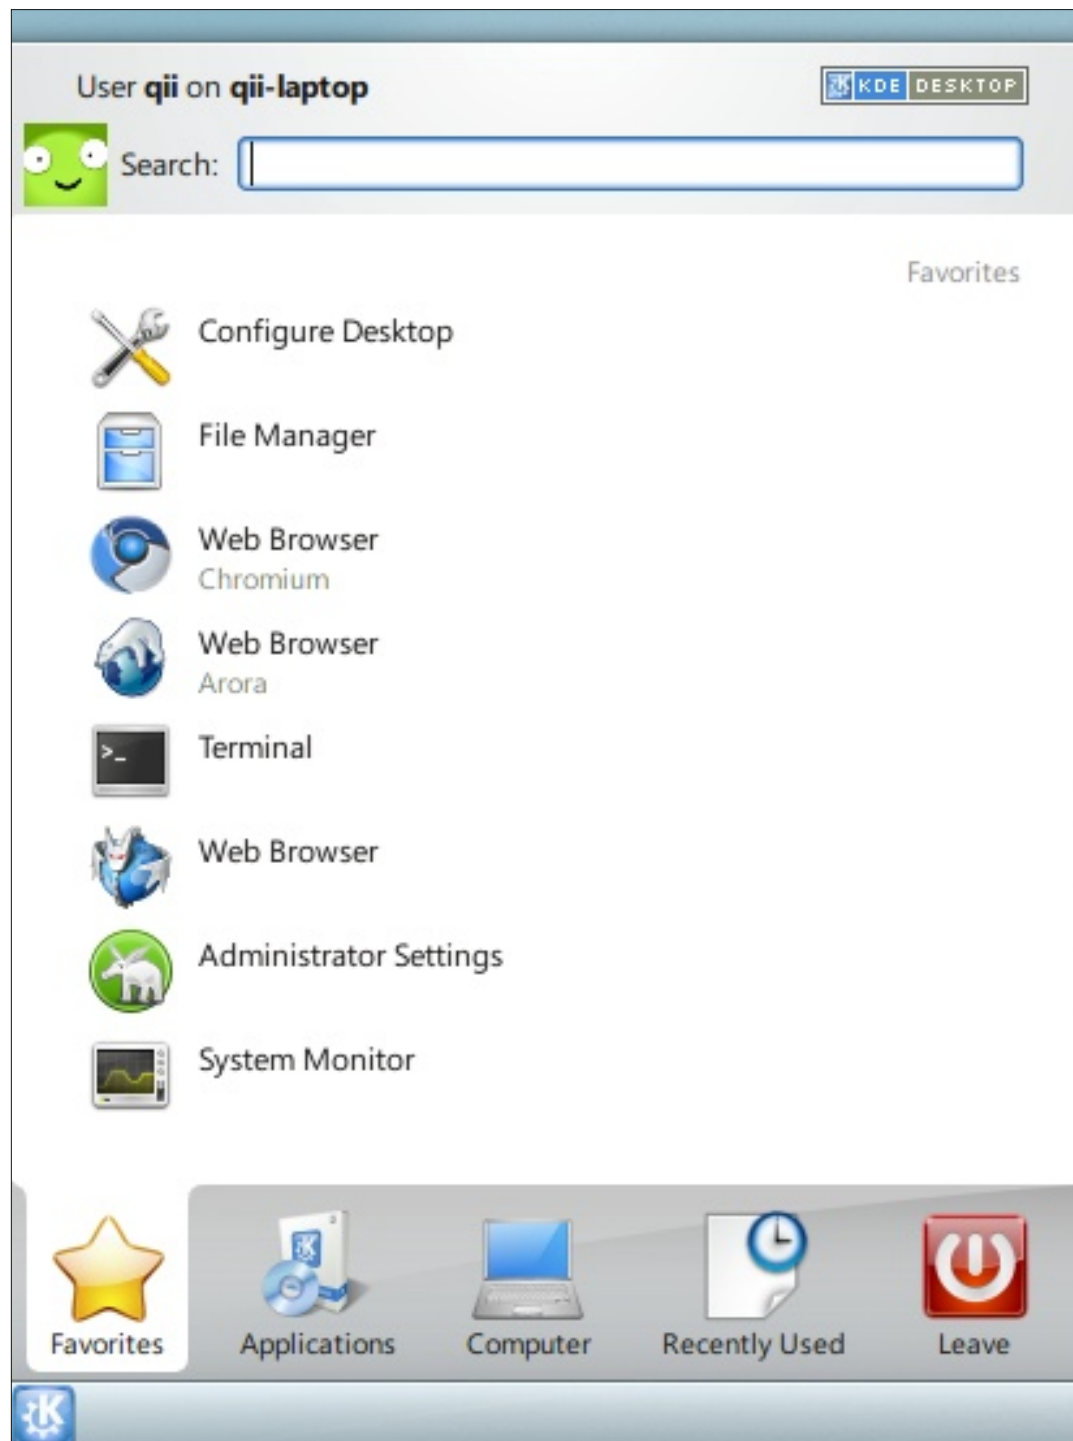 User qii on qii-laptop
KDE DESKTOP
Search:
Favorites
Configure Desktop
File Manager
Web Browser
Chromium
Web Browser
Arora
>_
Terminal
Web Browser
Administrator Settings
System Monitor
Favorites
Applications
Computer
Recently Used
Leave